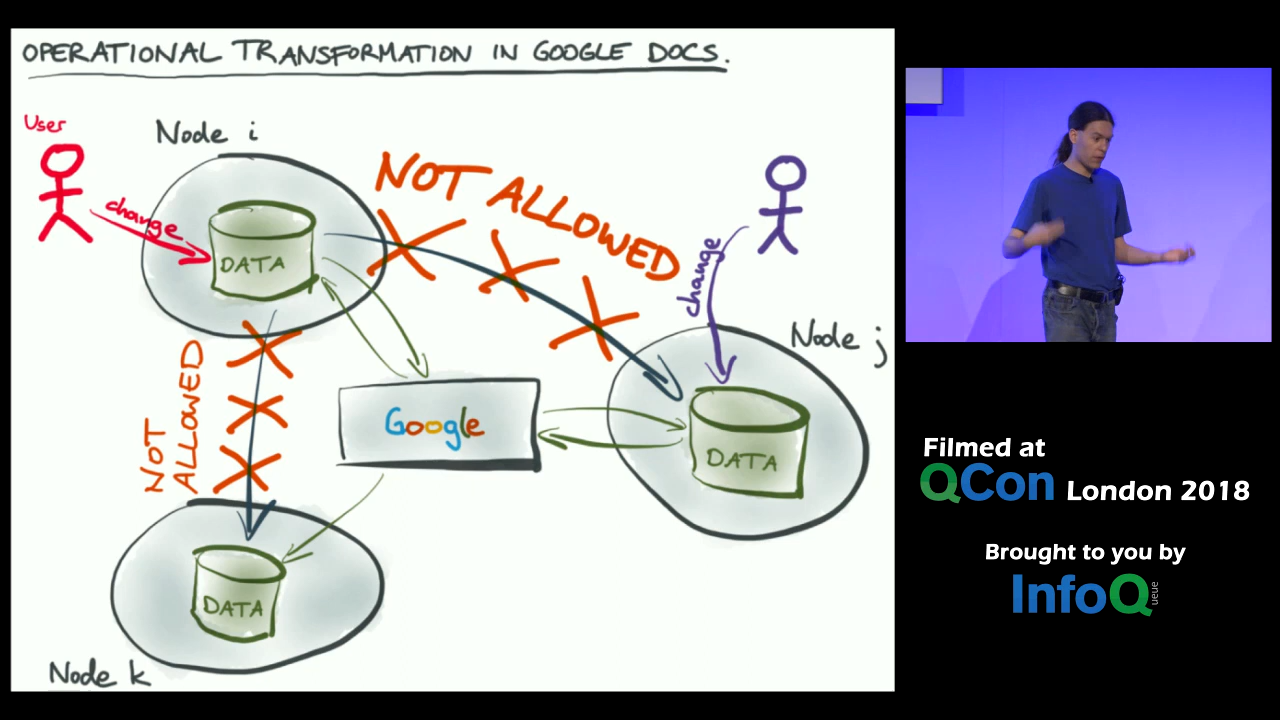 OPERATIONAL TRANSFORMATION IN GOOGLE DOCS.
User
Node i
change
DATA
NOT ALLOWED
change
Node j
DATA
NOT
ALLOWED
Google
DATA
Node k
Filmed at
QCon London 2018
Brought to you by
InfoQueue